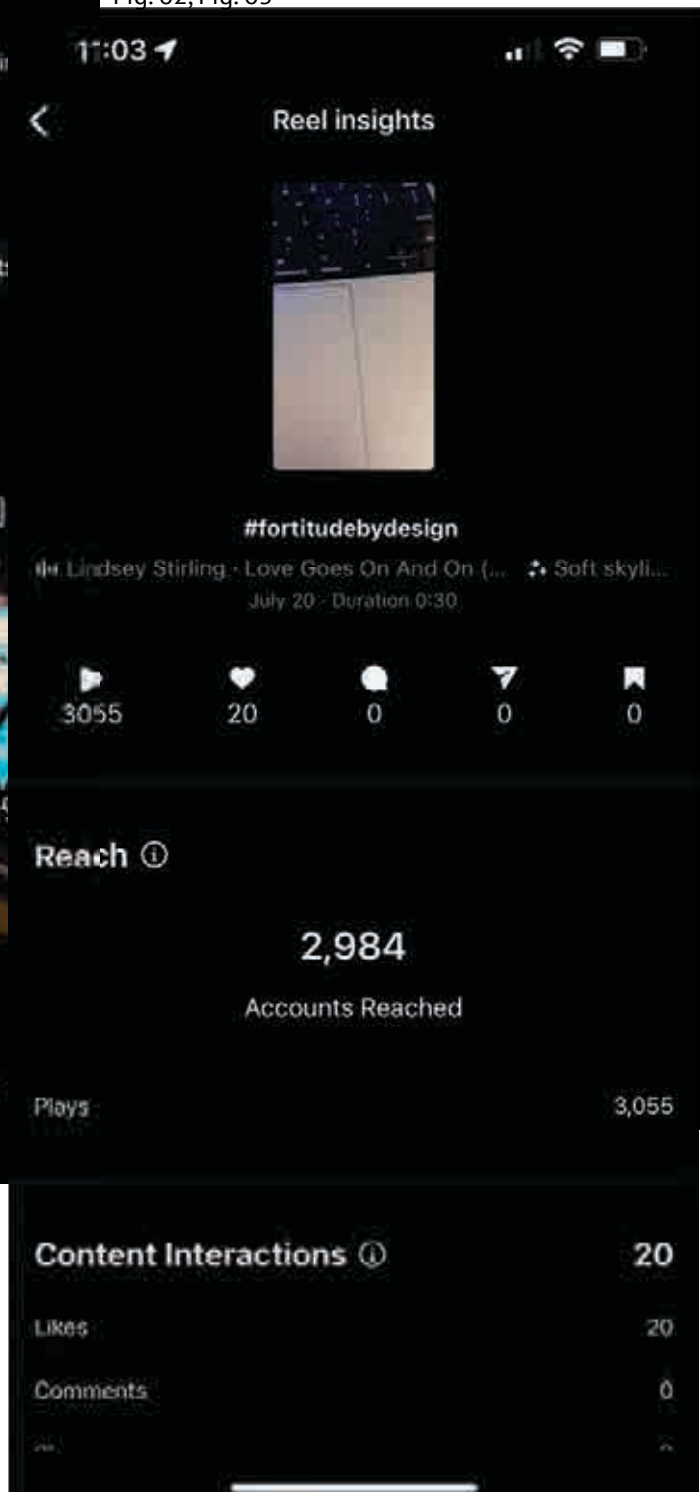 11:03
Reel insights
#fortitudebydesign
Lindsey Stirling · Love Goes On And On (... Soft skyli...
July 20 · Duration 0:30
3055 20 0 0 0
Reach
2,984
Accounts Reached
Plays 3,055
Content Interactions 20
Likes 20
Comments 0